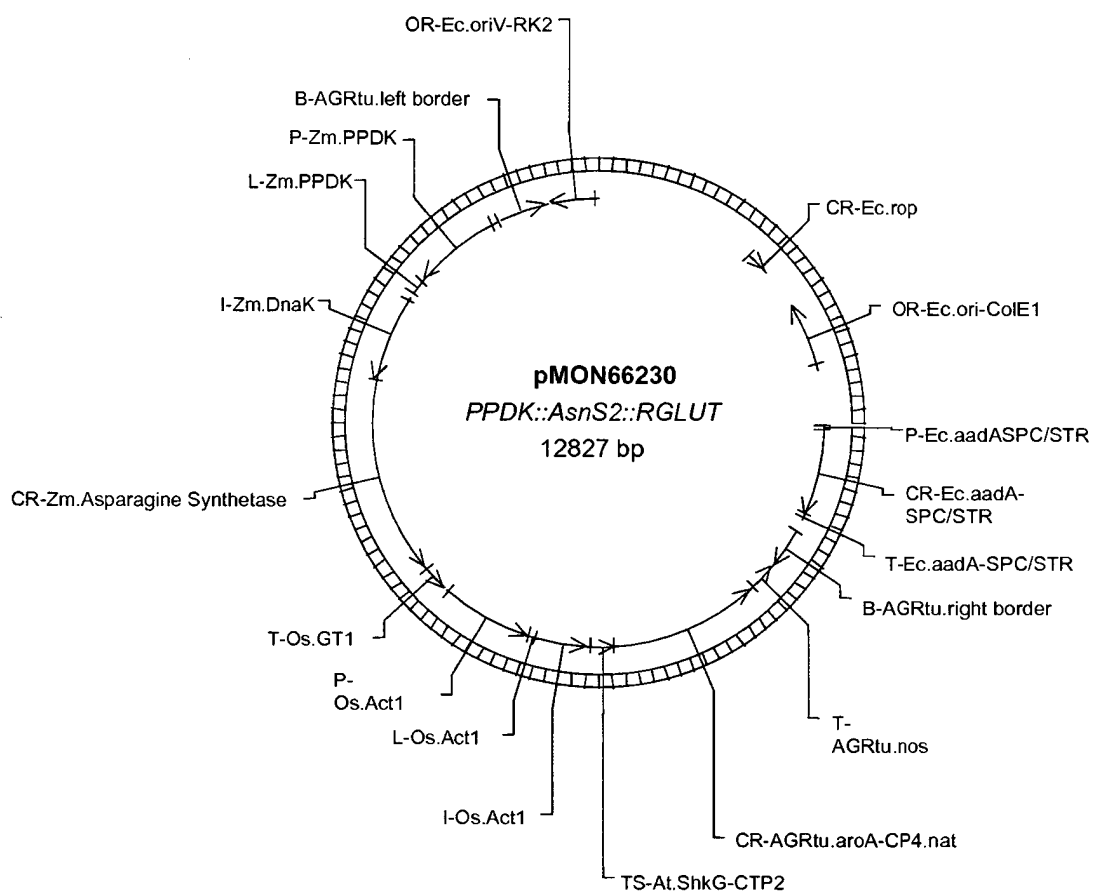 OR-Ec.oriV-RK2
B-AGRtu.left border
P-Zm.PPDK
L-Zm.PPDK
CR-Ec.rop
I-Zm.DnaK
OR-Ec.ori-ColE1
pMON66230
PPDK::AsnS2::RGLUT
12827 bp
P-Ec.aadASPC/STR
CR-Zm.Asparagine Synthetase
CR-Ec.aadA-
SPC/STR
T-Ec.aadA-SPC/STR
B-AGRtu.right border
T-Os.GT1
P-
Os.Act1
L-Os.Act1
T-
AGRtu.nos
I-Os.Act1
CR-AGRtu.aroA-CP4.nat
TS-At.ShkG-CTP2